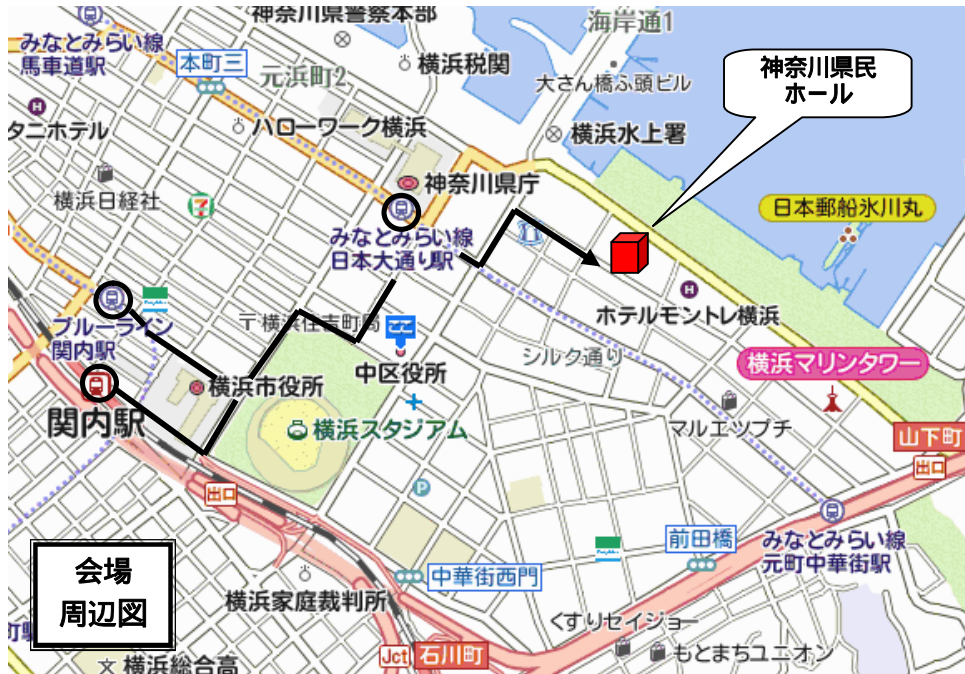 神奈川県警察本部
海岸通1
みなとみらい線
馬車道駅
本町三
元浜町2
横浜税関
大さん橋ふ頭ビル
神奈川県民
ホール
タニホテル
ハローワーク横浜
横浜水上署
横浜日経社
神奈川県庁
日本郵船氷川丸
みなとみらい線
日本大通り駅
ブルーライン
関内駅
〒横浜住吉町局
ホテルモントレ横浜
中区役所
シルク通り
横浜マリンタワー
横浜市役所
関内駅
横浜スタジアム
マルエツプチ
山下町
出口
出口
前田橋
みなとみらい線
元町中華街駅
会場
周辺図
中華街西門
横浜家庭裁判所
くすりセイジョー
Jct 石川町
もとまちユニオン
横浜総合高